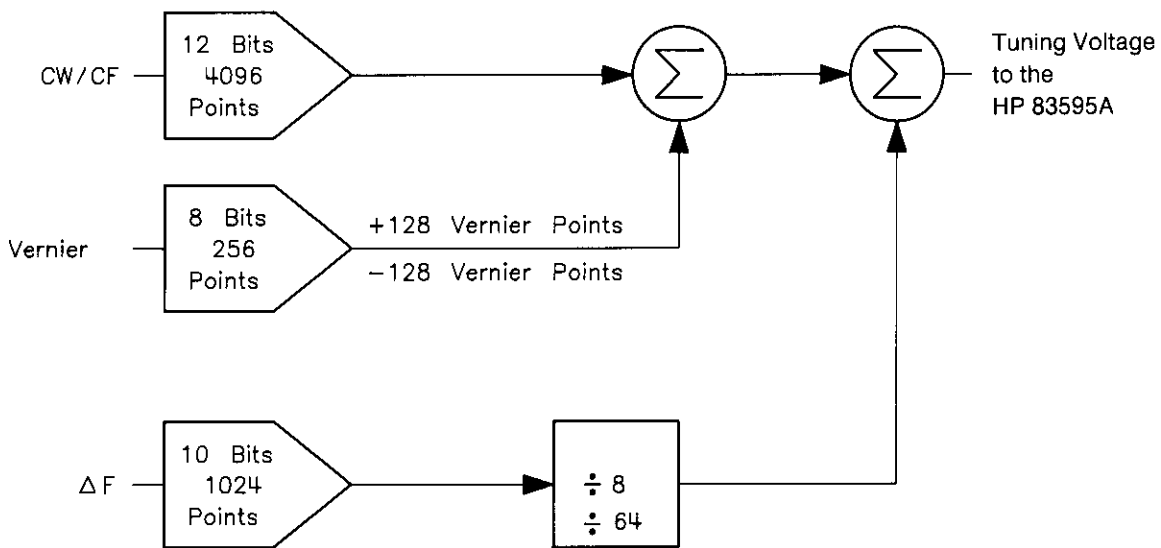 CW/CF
12 Bits
4096
Points
Σ
Σ
Tuning Voltage
to the
HP 83595A
Vernier
8 Bits
256
Points
+128 Vernier Points
−128 Vernier Points
ΔF
10 Bits
1024
Points
÷ 8
÷ 64